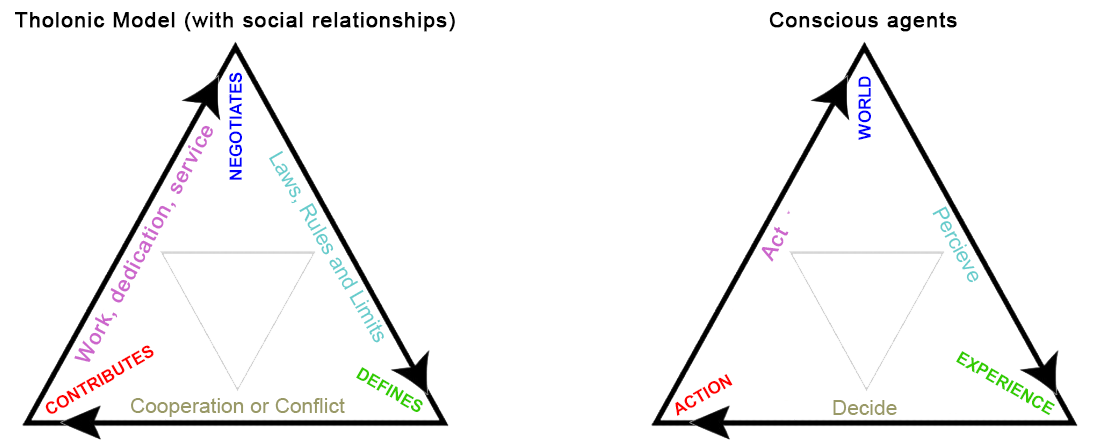 Tholonic Model (with social relationships)
NEGOTIATES
Work, dedication, service
Laws, Rules and Limits
CONTRIBUTES
DEFINES
Cooperation or Conflict
Conscious agents
WORLD
Act
Percieve
ACTION
EXPERIENCE
Decide